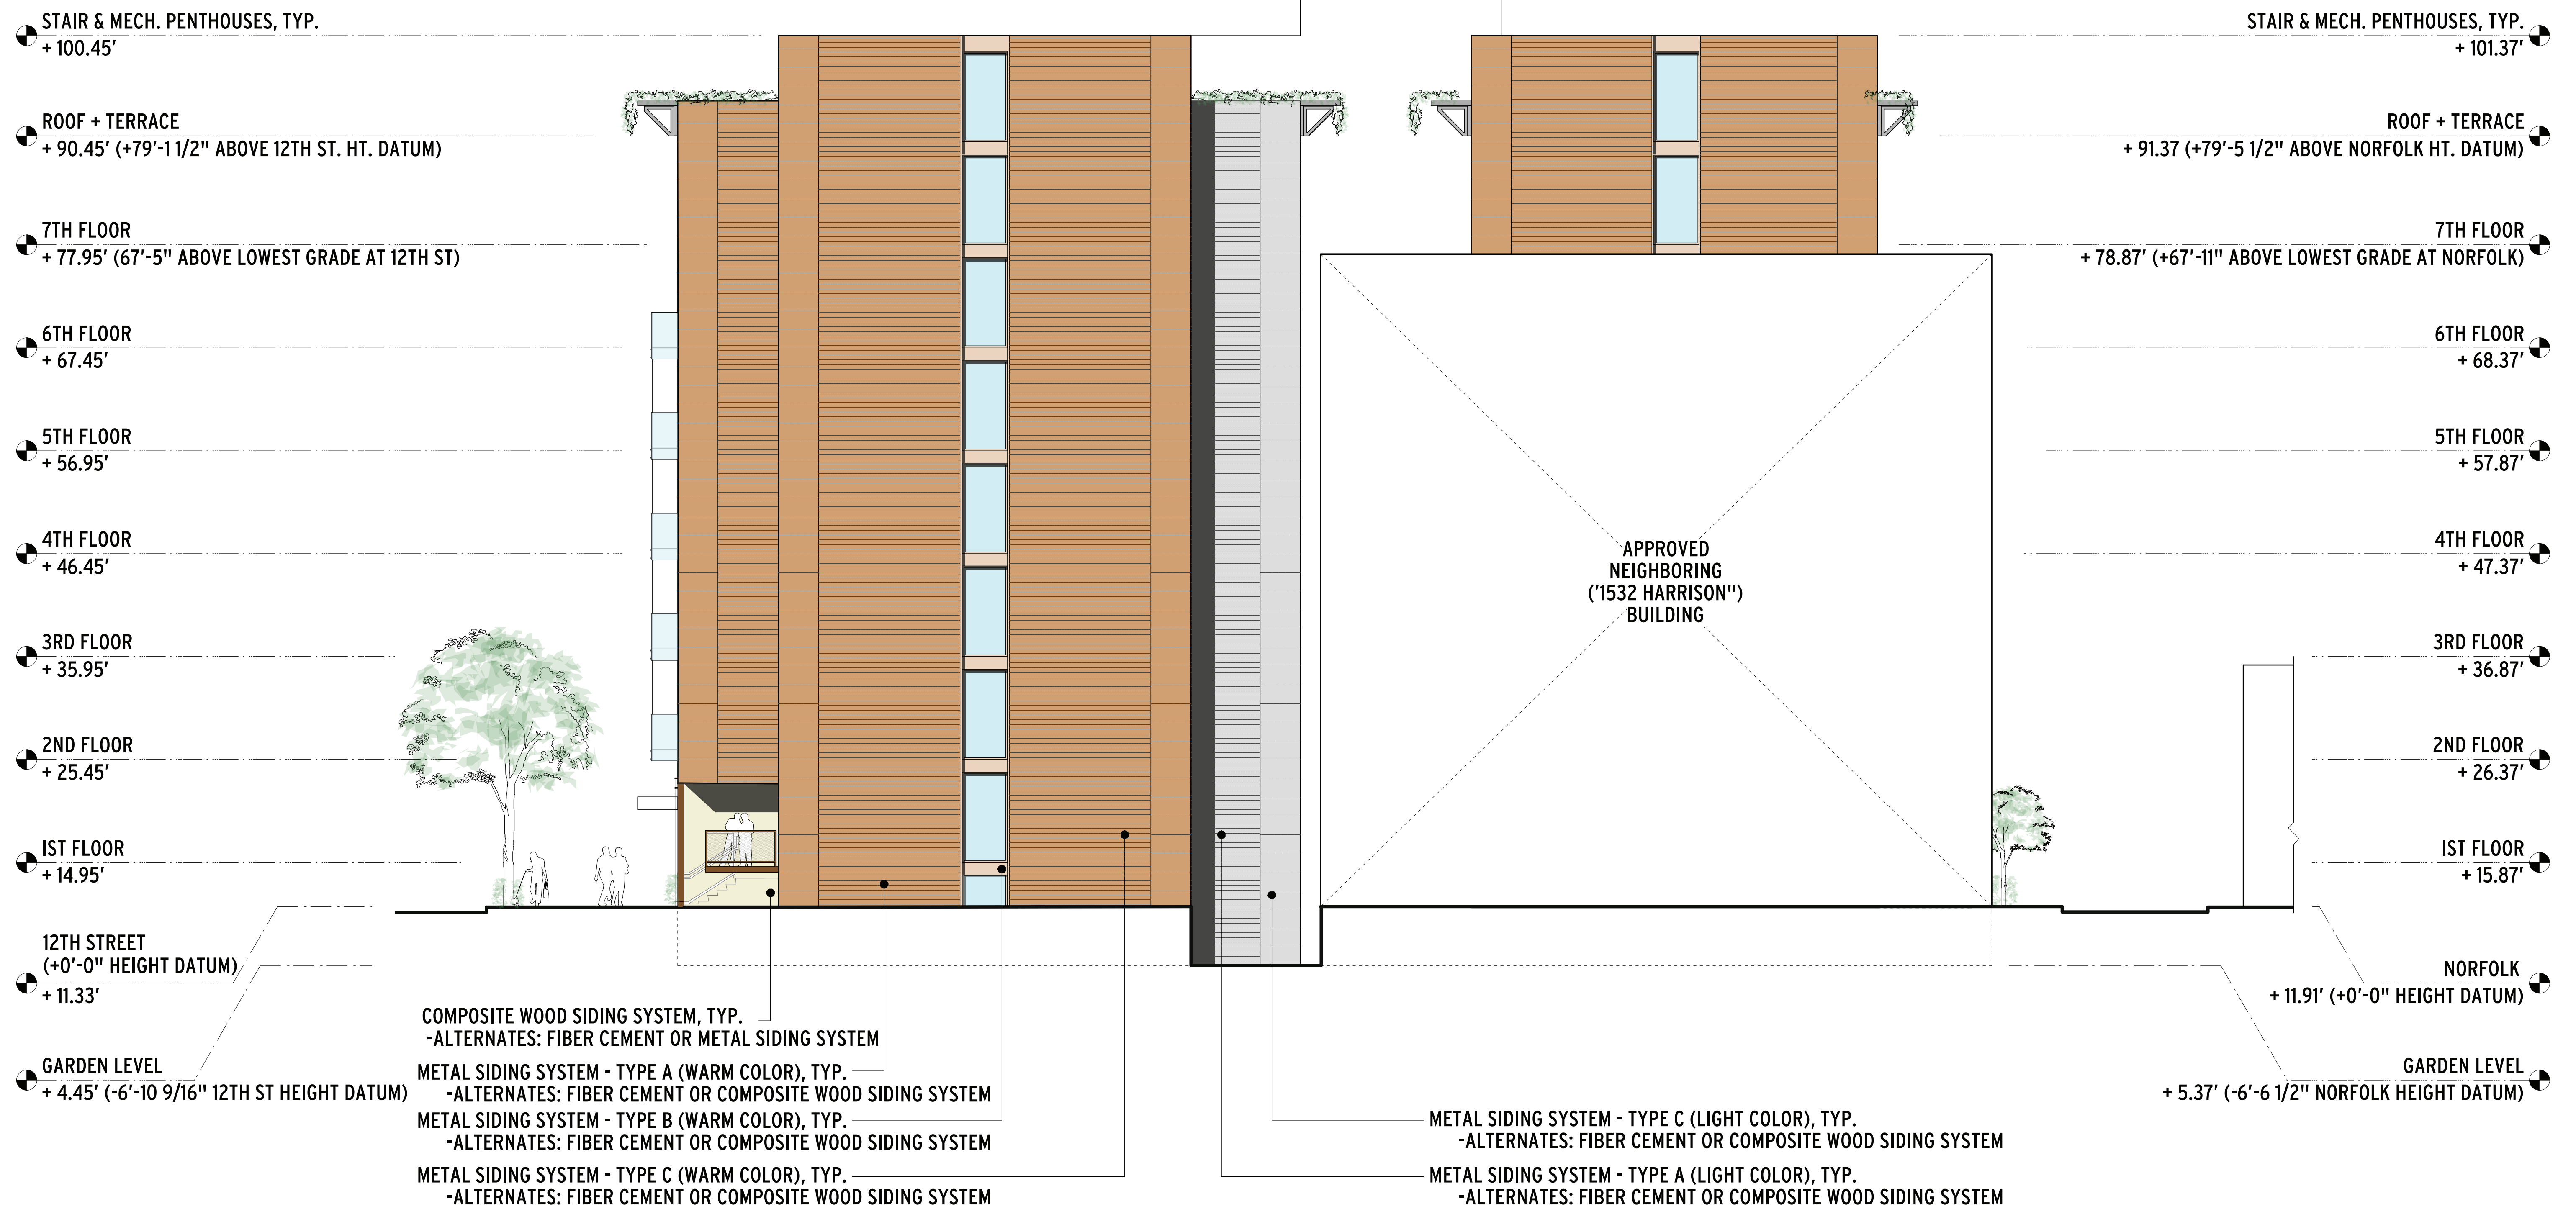 STAIR & MECH. PENTHOUSES, TYP.
+ 100.45'
ROOF + TERRACE
+ 90.45' (+79'-1 1/2" ABOVE 12TH ST. HT. DATUM)
7TH FLOOR
+ 77.95' (67'-5" ABOVE LOWEST GRADE AT 12TH ST)
6TH FLOOR
+ 67.45'
5TH FLOOR
+ 56.95'
4TH FLOOR
+ 46.45'
3RD FLOOR
+ 35.95'
2ND FLOOR
+ 25.45'
IST FLOOR
+ 14.95'
12TH STREET
(+0'-0" HEIGHT DATUM)
+ 11.33'
GARDEN LEVEL
+ 4.45' (-6'-10 9/16" 12TH ST HEIGHT DATUM)
APPROVED
NEIGHBORING
('1532 HARRISON")
BUILDING
COMPOSITE WOOD SIDING SYSTEM, TYP.
-ALTERNATES: FIBER CEMENT OR METAL SIDING SYSTEM
METAL SIDING SYSTEM - TYPE A (WARM COLOR), TYP.
-ALTERNATES: FIBER CEMENT OR COMPOSITE WOOD SIDING SYSTEM
METAL SIDING SYSTEM - TYPE B (WARM COLOR), TYP.
-ALTERNATES: FIBER CEMENT OR COMPOSITE WOOD SIDING SYSTEM
METAL SIDING SYSTEM - TYPE C (WARM COLOR), TYP.
-ALTERNATES: FIBER CEMENT OR COMPOSITE WOOD SIDING SYSTEM
METAL SIDING SYSTEM - TYPE C (LIGHT COLOR), TYP.
-ALTERNATES: FIBER CEMENT OR COMPOSITE WOOD SIDING SYSTEM
METAL SIDING SYSTEM - TYPE A (LIGHT COLOR), TYP.
-ALTERNATES: FIBER CEMENT OR COMPOSITE WOOD SIDING SYSTEM
STAIR & MECH. PENTHOUSES, TYP.
+ 101.37'
ROOF + TERRACE
+ 91.37 (+79'-5 1/2" ABOVE NORFOLK HT. DATUM)
7TH FLOOR
+ 78.87' (+67'-11" ABOVE LOWEST GRADE AT NORFOLK)
6TH FLOOR
+ 68.37'
5TH FLOOR
+ 57.87'
4TH FLOOR
+ 47.37'
3RD FLOOR
+ 36.87'
2ND FLOOR
+ 26.37'
IST FLOOR
+ 15.87'
NORFOLK
+ 11.91' (+0'-0" HEIGHT DATUM)
GARDEN LEVEL
+ 5.37' (-6'-6 1/2" NORFOLK HEIGHT DATUM)